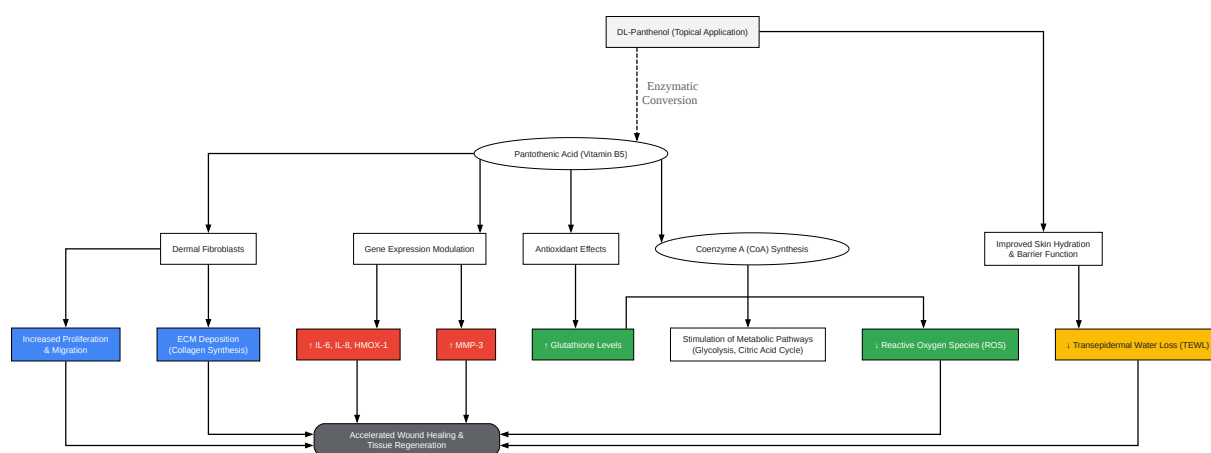 DL-Panthenol (Topical Application)
Enzymatic
Conversion
Pantothenic Acid (Vitamin B5)
Dermal Fibroblasts
Gene Expression Modulation
Antioxidant Effects
Coenzyme A (CoA) Synthesis
Improved Skin Hydration
& Barrier Function
Increased Proliferation
& Migration
ECM Deposition
(Collagen Synthesis)
↑ IL-6, IL-8, HMOX-1
↑ MMP-3
↑ Glutathione Levels
Stimulation of Metabolic Pathways
(Glycolysis, Citric Acid Cycle)
↓ Reactive Oxygen Species (ROS)
↓ Transepidermal Water Loss (TEWL)
Accelerated Wound Healing &
Tissue Regeneration